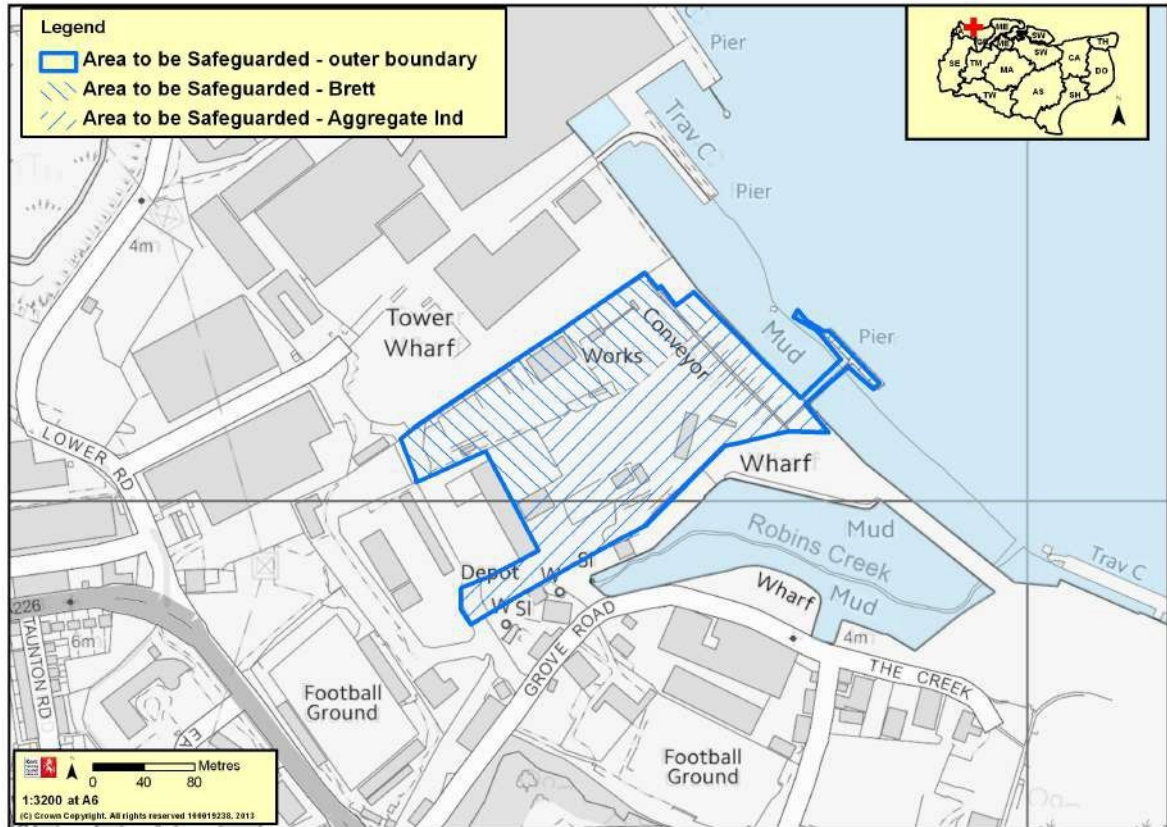 Legend
Area to be Safeguarded - outer boundary
Area to be Safeguarded - Brett
Area to be Safeguarded - Aggregate Ind
SE
TM
TW
MA
ME
ME
SW
SW
AS
CA
SH
TH
DO
Pier
Trav C
Pier
4m
Tower
Wharf
Works
Conveyor
Mud
Pier
LOWER RD
Wharf
Mud
Robins Creek
Mud
Wharf
Trav C
Depot
W
Sl
W Sl
226
TAUNTON RD
6m
Football
Ground
GROVE ROAD
4m
THE CREEK
Football
Ground
Metres
0 40 80
1:3200 at A6
(C) Crown Copyright. All rights reserved 100019238, 2013